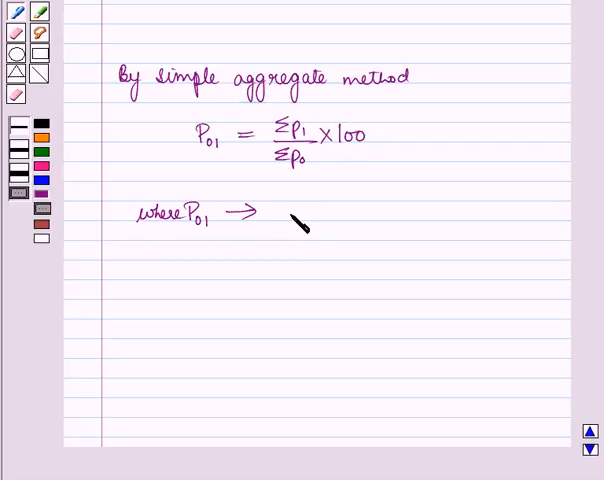 By simple aggregate method
P₀₁ = Σp₁/Σp₀ × 100
where P₀₁ →